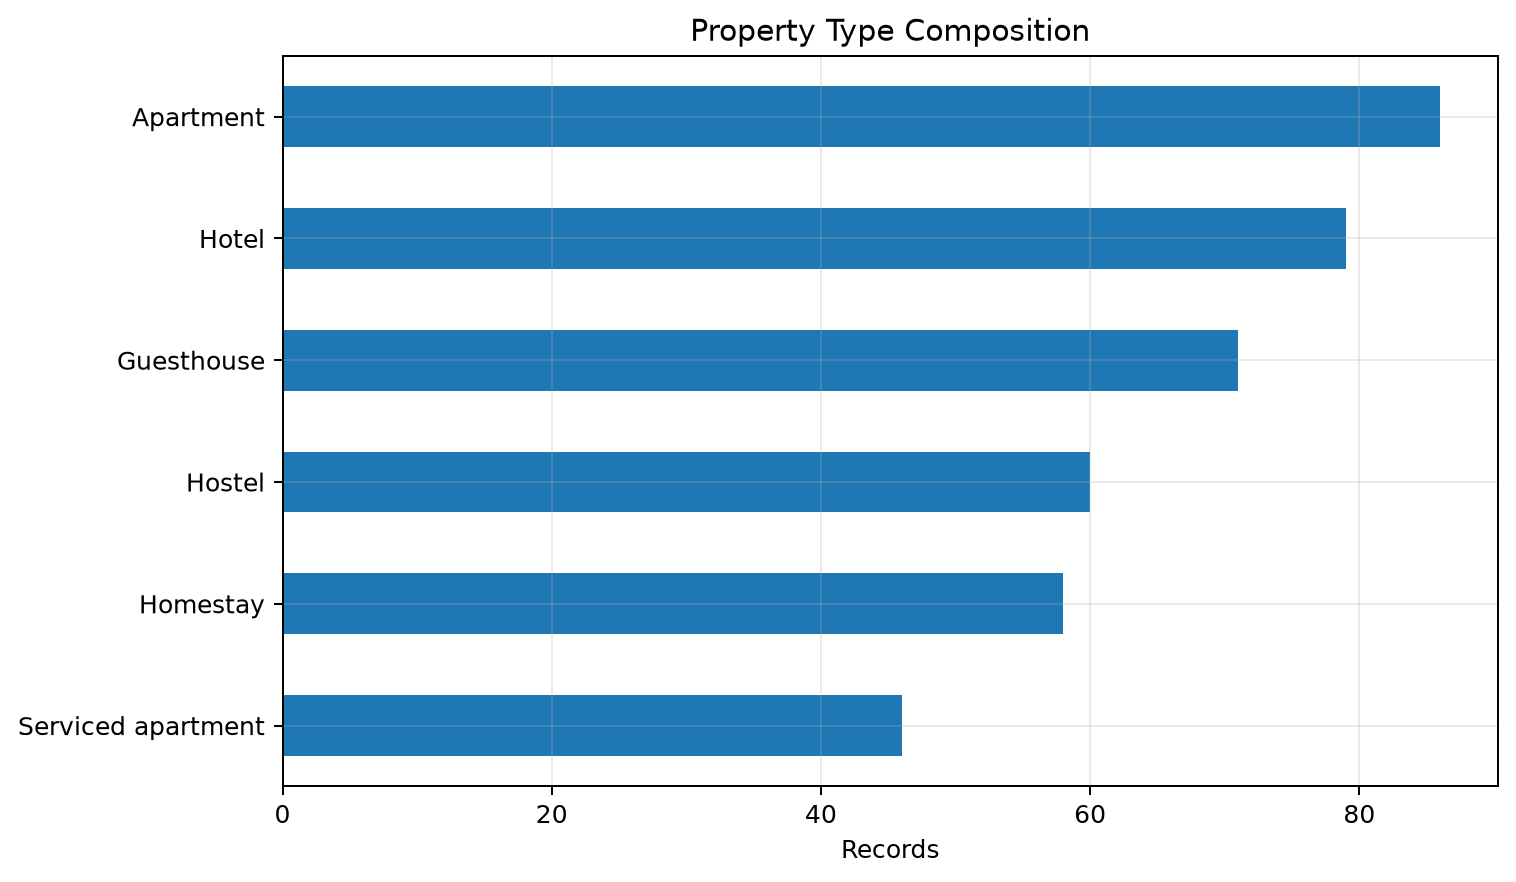 Property Type Composition
Apartment
Hotel
Guesthouse
Hostel
Homestay
Serviced apartment
0 20 40 60 80
Records